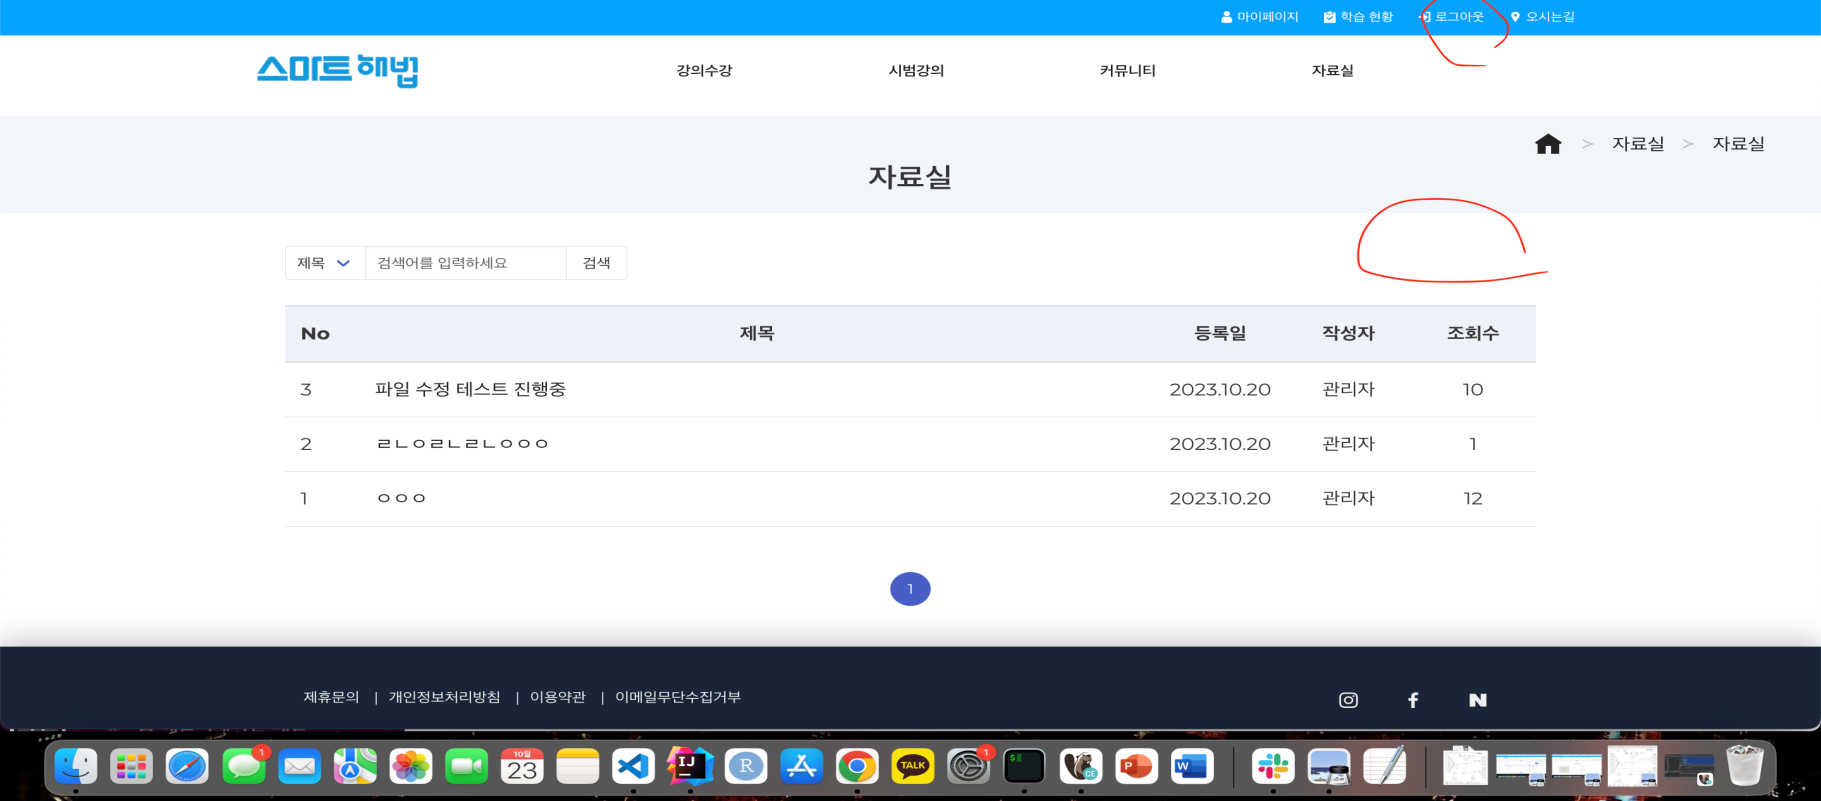 마이페이지 학습 현황 로그아웃 오시는길
스마트해법 강의수강 시범강의 커뮤니티 자료실
> 자료실 > 자료실
자료실
제목 검색어를 입력하세요 검색
No 제목 등록일 작성자 조회수
3 파일 수정 테스트 진행중 2023.10.20 관리자 10
2 ㄹㄴㅇㄹㄴㄹㄴㅇㅇㅇ 2023.10.20 관리자 1
1 ㅇㅇㅇ 2023.10.20 관리자 12
1
제휴문의 | 개인정보처리방침 | 이용약관 | 이메일무단수집거부
1 10월 23 IJ R TALK 1 $ CE P W CE